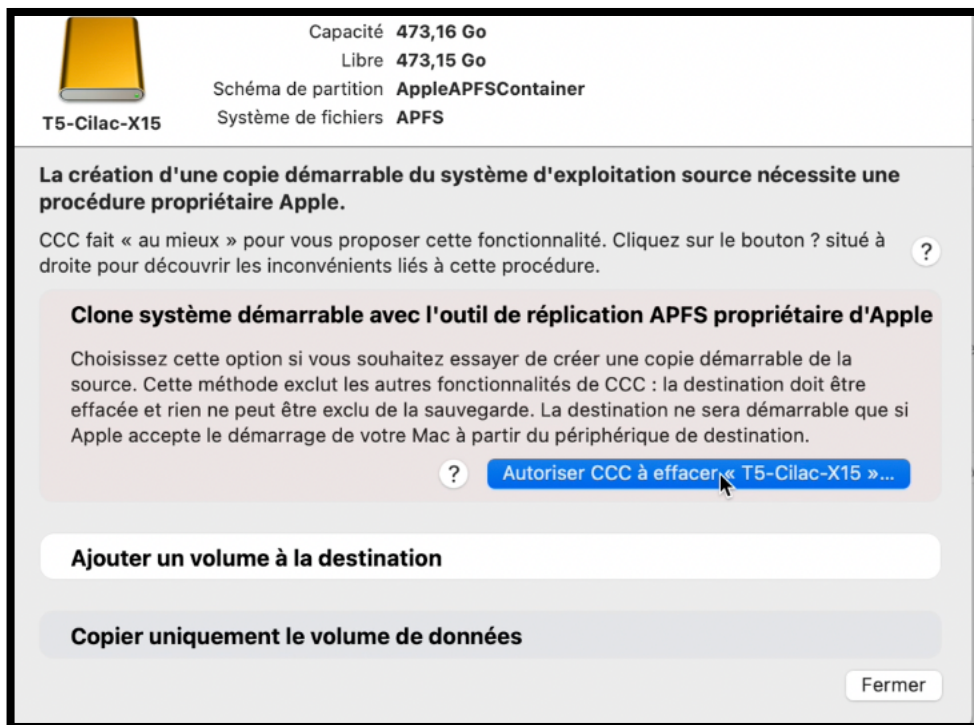 Capacité 473,16 Go
Libre 473,15 Go
Schéma de partition AppleAPFSContainer
Système de fichiers APFS
T5-Cilac-X15
La création d'une copie démarrable du système d'exploitation source nécessite une
procédure propriétaire Apple.
CCC fait « au mieux » pour vous proposer cette fonctionnalité. Cliquez sur le bouton ? situé à
droite pour découvrir les inconvénients liés à cette procédure.
?
Clone système démarrable avec l'outil de réplication APFS propriétaire d'Apple
Choisissez cette option si vous souhaitez essayer de créer une copie démarrable de la
source. Cette méthode exclut les autres fonctionnalités de CCC : la destination doit être
effacée et rien ne peut être exclu de la sauvegarde. La destination ne sera démarrable que si
Apple accepte le démarrage de votre Mac à partir du périphérique de destination.
? Autoriser CCC à effacer « T5-Cilac-X15 »...
Ajouter un volume à la destination
Copier uniquement le volume de données
Fermer